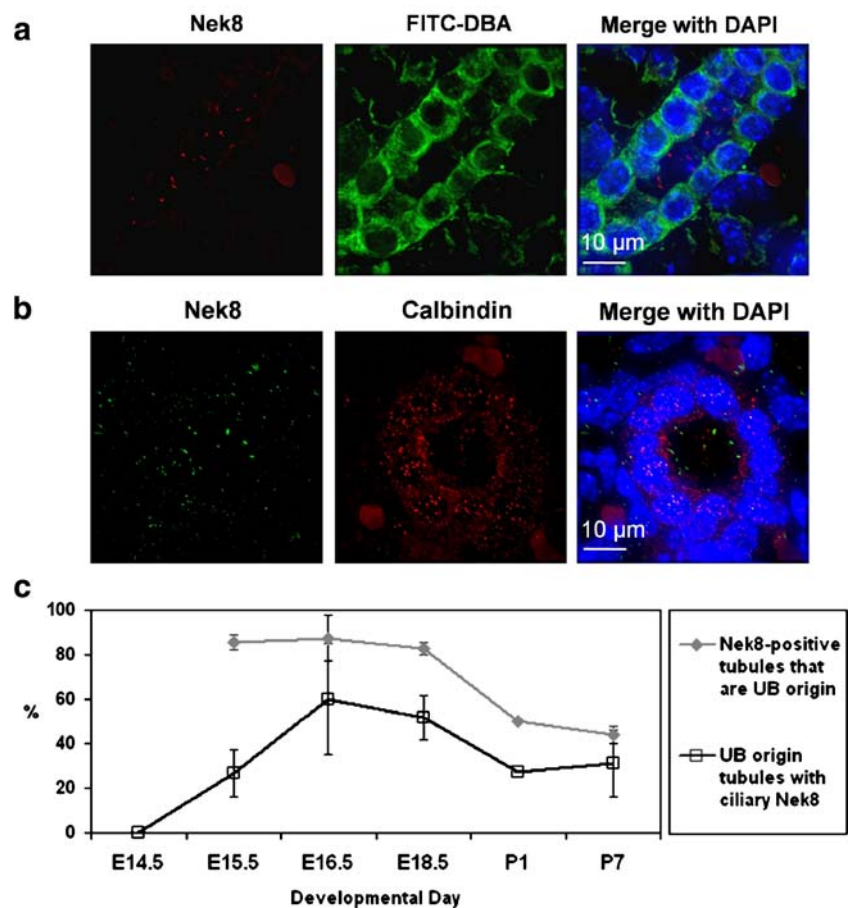 a
Nek8 FITC-DBA Merge with DAPI
10 µm
b
Nek8 Calbindin Merge with DAPI
10 µm
c
100
80
60
40
20
0
%
E14.5 E15.5 E16.5 E18.5 P1 P7
Developmental Day
Nek8-positive
tubules that
are UB origin
UB origin
tubules with
ciliary Nek8